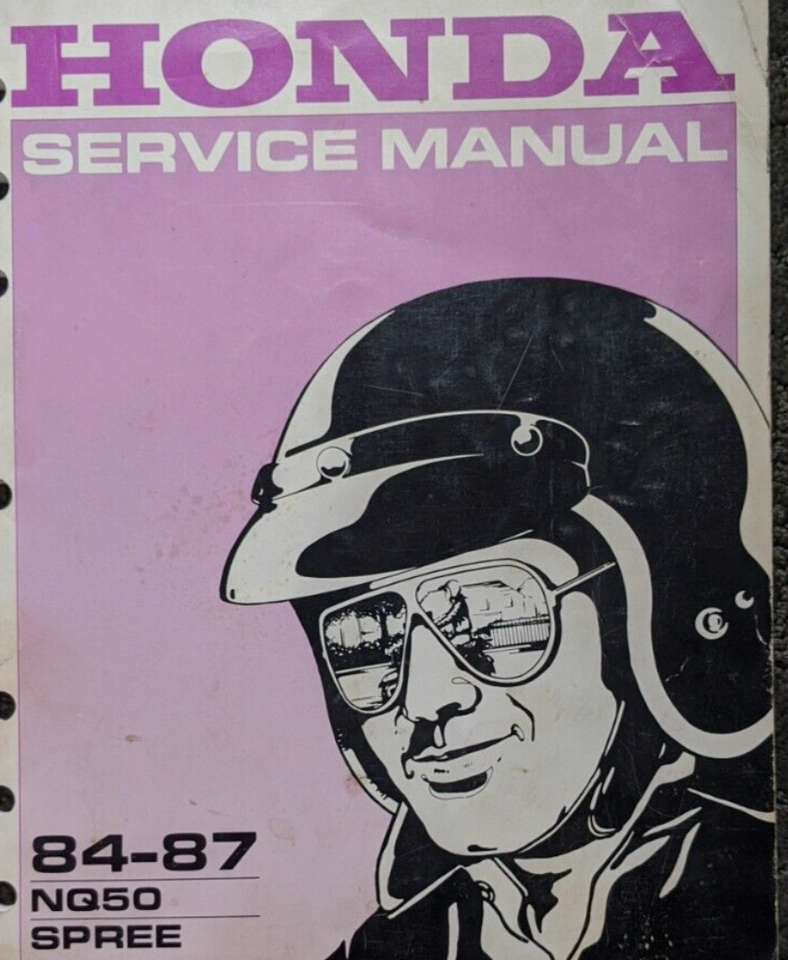 HONDA
SERVICE MANUAL
84-87
NQ50
SPREE